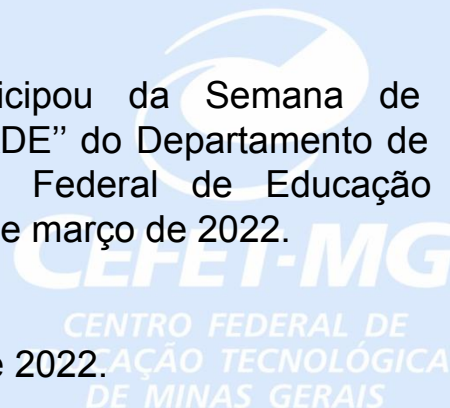 icipou da Semana de
DE” do Departamento de
Federal de Educação
e março de 2022.
CEFET-MG
CENTRO FEDERAL DE
e 2022.
EDUCAÇÃO TECNOLÓGICA
DE MINAS GERAIS